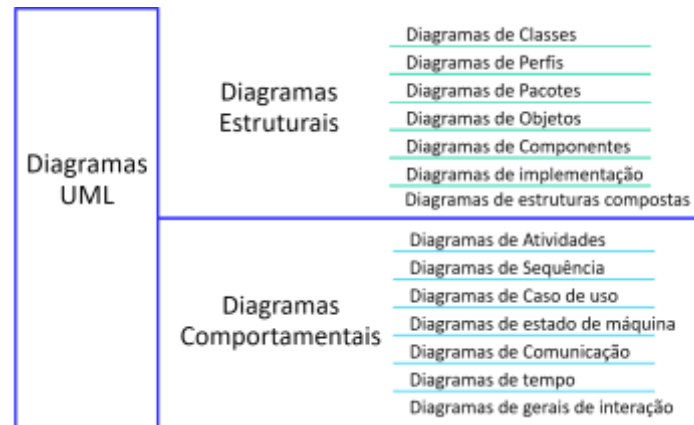 Diagramas
UML
Diagramas
Estruturais
Diagramas de Classes
Diagramas de Perfis
Diagramas de Pacotes
Diagramas de Objetos
Diagramas de Componentes
Diagramas de implementação
Diagramas de estruturas compostas
Diagramas
Comportamentais
Diagramas de Atividades
Diagramas de Sequência
Diagramas de Caso de uso
Diagramas de estado de máquina
Diagramas de Comunicação
Diagramas de tempo
Diagramas de gerais de interação